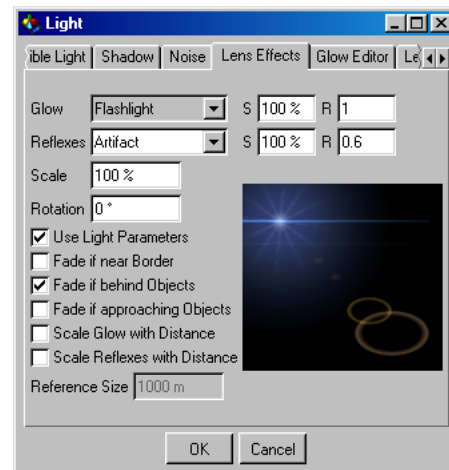 Light
ible Light Shadow Noise Lens Effects Glow Editor Le
Glow Flashlight S 100 % R 1
Reflexes Artifact S 100 % R 0.6
Scale 100 %
Rotation 0 °
Use Light Parameters
Fade if near Border
Fade if behind Objects
Fade if approaching Objects
Scale Glow with Distance
Scale Reflexes with Distance
Reference Size 1000 m
OK Cancel